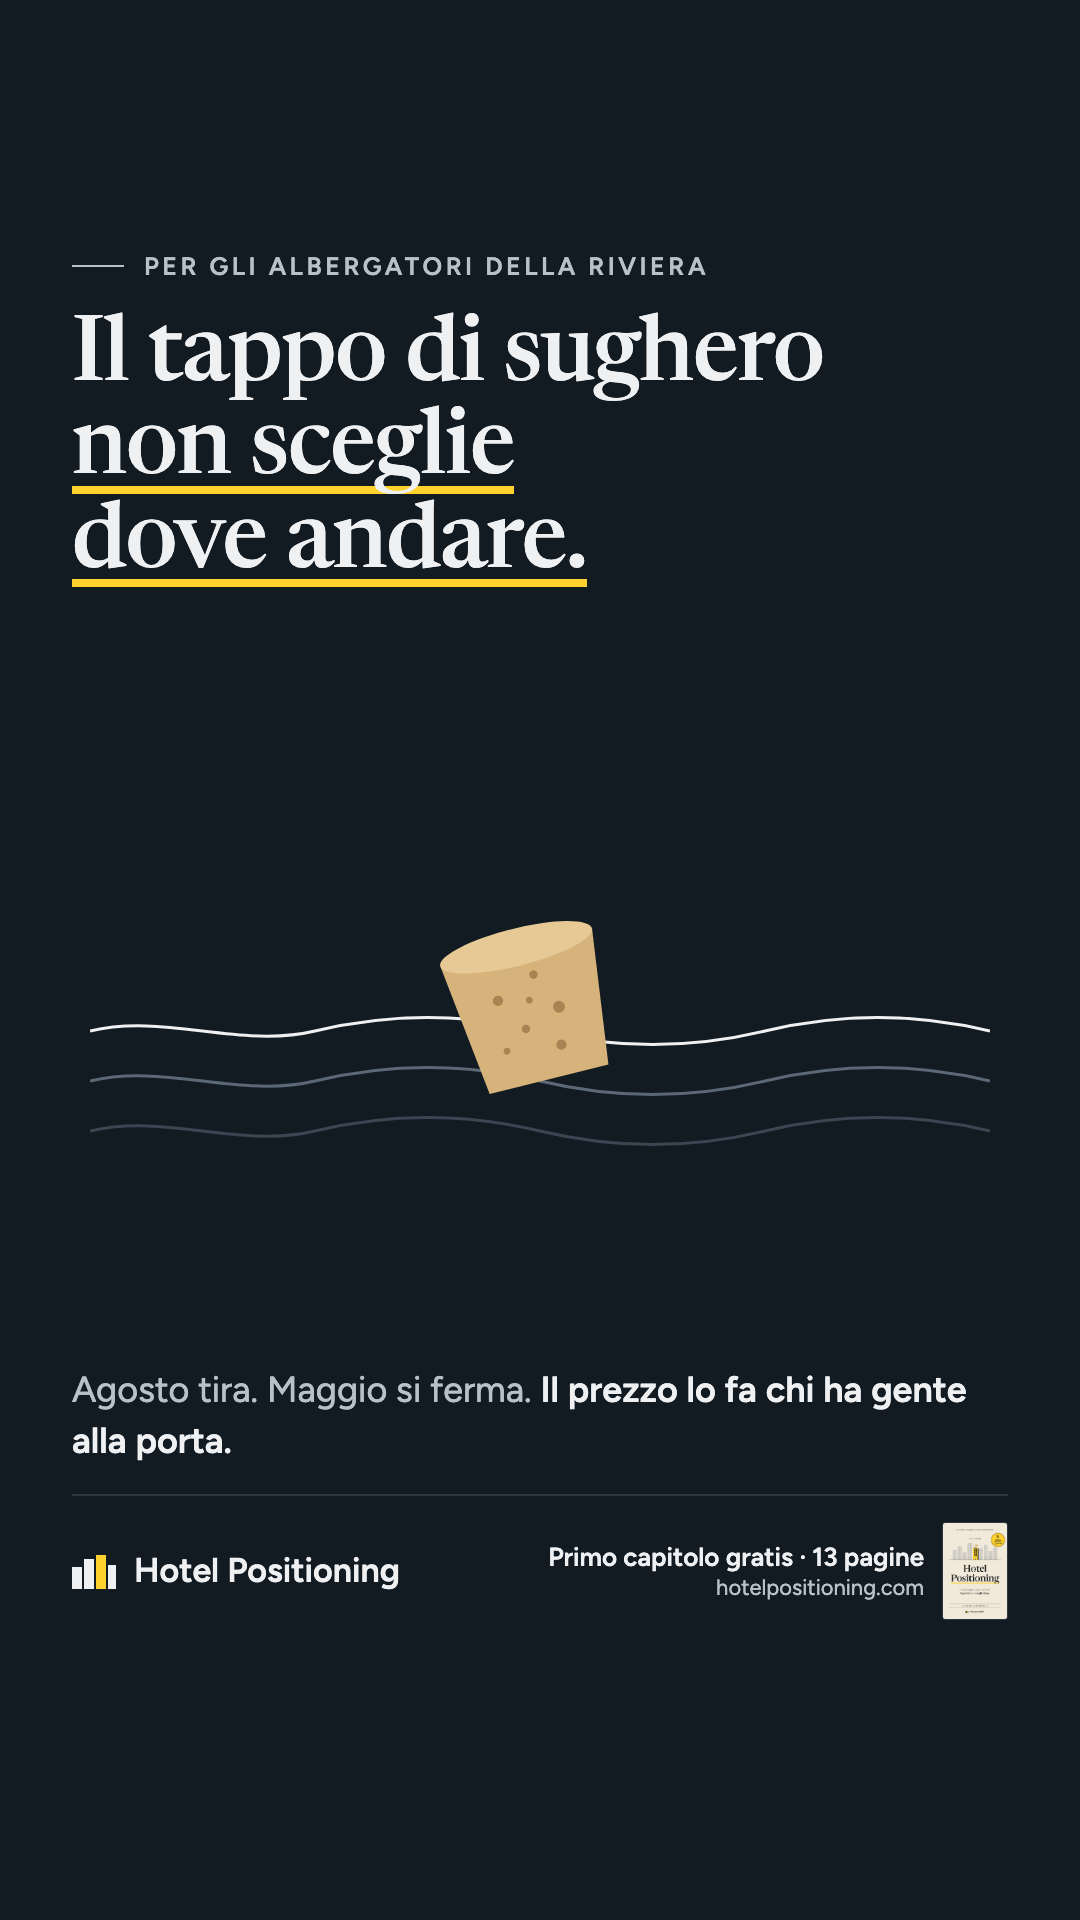 PER GLI ALBERGATORI DELLA RIVIERA
Il tappo di sughero
non sceglie
dove andare.
Agosto tira. Maggio si ferma. Il prezzo lo fa chi ha gente
alla porta.
Hotel Positioning
Primo capitolo gratis · 13 pagine
hotelpositioning.com
Hotel
Positioning